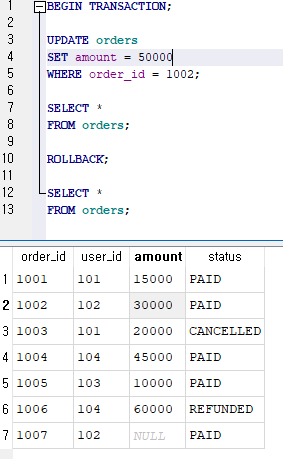 1 BEGIN TRANSACTION;
2
3 UPDATE orders
4 SET amount = 50000
5 WHERE order_id = 1002;
6
7 SELECT *
8 FROM orders;
9
10 ROLLBACK;
11
12 SELECT *
13 FROM orders;
order_id user_id amount status
1 1001 101 15000 PAID
2 1002 102 30000 PAID
3 1003 101 20000 CANCELLED
4 1004 104 45000 PAID
5 1005 103 10000 PAID
6 1006 104 60000 REFUNDED
7 1007 102 NULL PAID